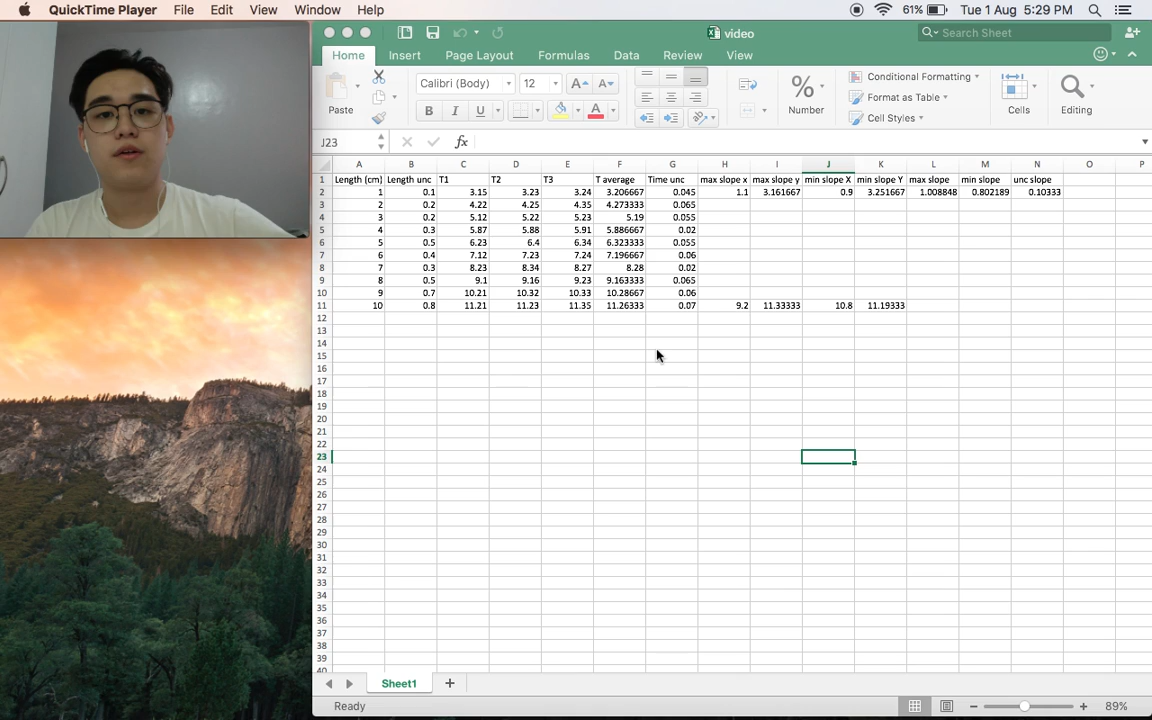 QuickTime Player File Edit View Window Help 61% Tue 1 Aug 5:29 PM
video
Search Sheet
Home Insert Page Layout Formulas Data Review View
Paste Calibri (Body) 12 A A B I U A % Number Conditional Formatting Format as Table Cell Styles Cells Editing
J23 fx
A B C D E F G H I J K L M N O P
1 Length (cm) Length unc T1 T2 T3 T average Time unc max slope x max slope y min slope X min slope Y max slope min slope unc slope
2 1 0.1 3.15 3.23 3.24 3.206667 0.045 1.1 3.161667 0.9 3.251667 1.008848 0.802189 0.10333
3 2 0.2 4.22 4.25 4.35 4.273333 0.065
4 3 0.2 5.12 5.22 5.23 5.19 0.055
5 4 0.3 5.87 5.88 5.91 5.886667 0.02
6 5 0.5 6.23 6.4 6.34 6.323333 0.055
7 6 0.4 7.12 7.23 7.24 7.196667 0.06
8 7 0.3 8.23 8.34 8.27 8.28 0.02
9 8 0.5 9.1 9.16 9.23 9.163333 0.065
10 9 0.7 10.21 10.32 10.33 10.28667 0.06
11 10 0.8 11.21 11.23 11.35 11.26333 0.07 9.2 11.33333 10.8 11.19333
12
13
14
15
16
17
18
19
20
21
22
23
24
25
26
27
28
29
30
31
32
33
34
35
36
37
38
39
40
Sheet1 +
Ready 89%